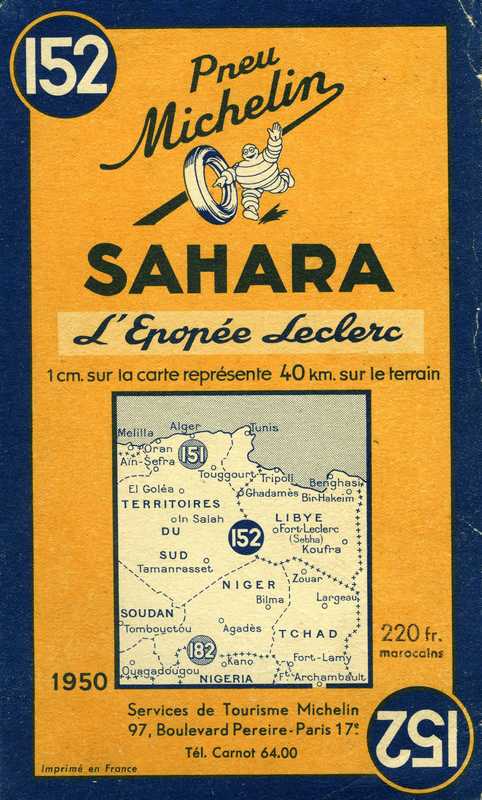 152
Pneu
Michelin
SAHARA
L'Epopée Leclerc
1 cm. sur la carte représente 40 km. sur le terrain
Melilla
Alger
Tunis
Oran
151
Aïn-Sefra
Touggourt
Tripoli
Benghasi
El Goléa
Ghadamès
Bir-Hakeim
TERRITOIRES
In Salah
LIBYE
DU
152
Fort-Leclerc
(Sebha)
Koufra
SUD
Tamanrasset
NIGER
Zouar
Bilma
Largeau
SOUDAN
Tombouctou
Agadès
TCHAD
182
Ouagadougou
Kano
Fort-Lamy
NIGERIA
Ft Archambault
220 fr.
marocains
1950
Services de Tourisme Michelin
97, Boulevard Pereire-Paris 17e
Tél. Carnot 64.00
152
Imprimé en France